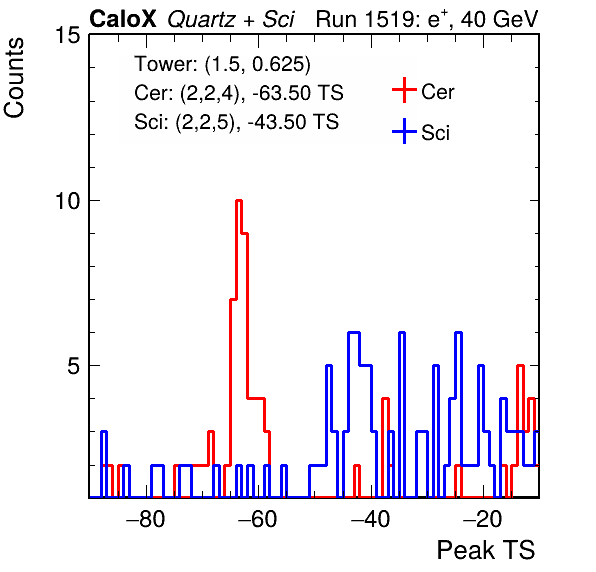 CaloX Quartz + Sci Run 1519: e⁺, 40 GeV
Counts
15
10
5
Tower: (1.5, 0.625)
Cer: (2,2,4), -63.50 TS
Sci: (2,2,5), -43.50 TS
Cer
Sci
−80 −60 −40 −20
Peak TS